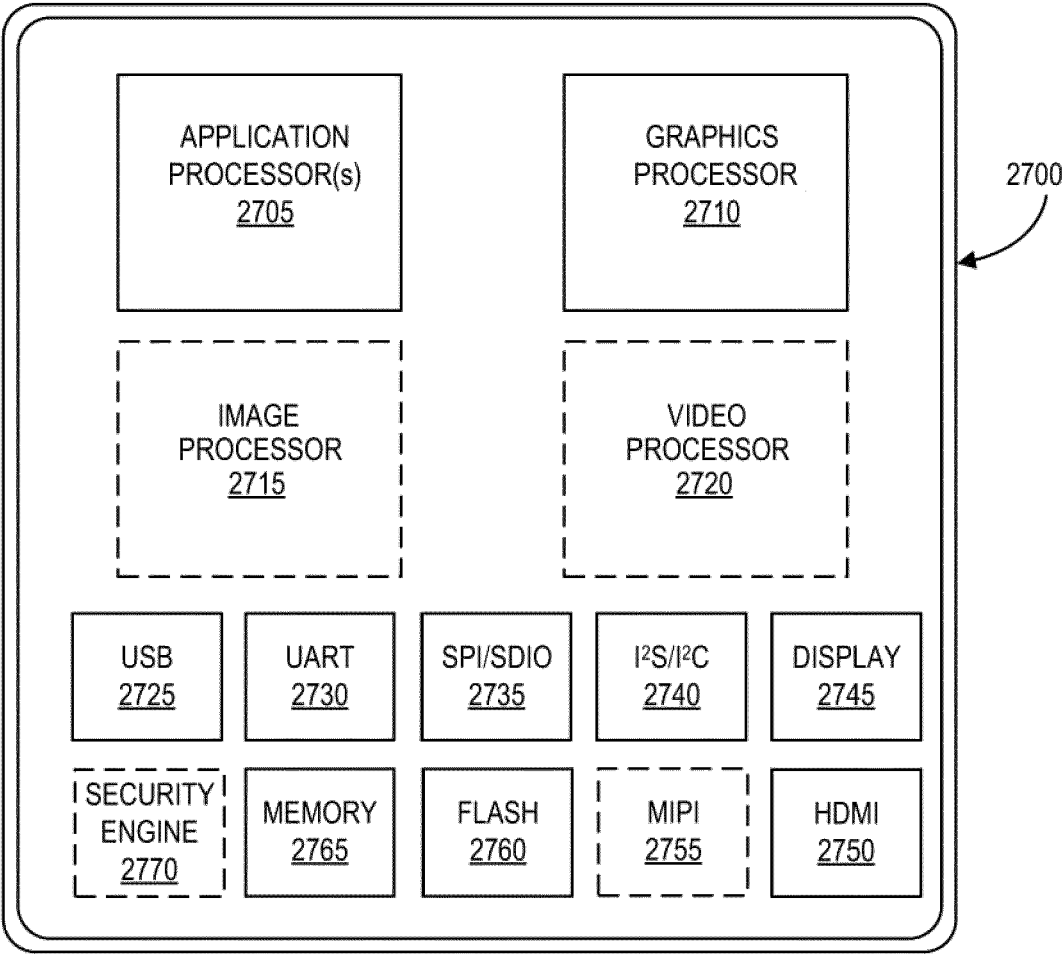 APPLICATION
PROCESSOR(s)
2705
GRAPHICS
PROCESSOR
2710
2700
IMAGE
PROCESSOR
2715
VIDEO
PROCESSOR
2720
USB
2725
UART
2730
SPI/SDIO
2735
I²S/I²C
2740
DISPLAY
2745
SECURITY
ENGINE
2770
MEMORY
2765
FLASH
2760
MIPI
2755
HDMI
2750